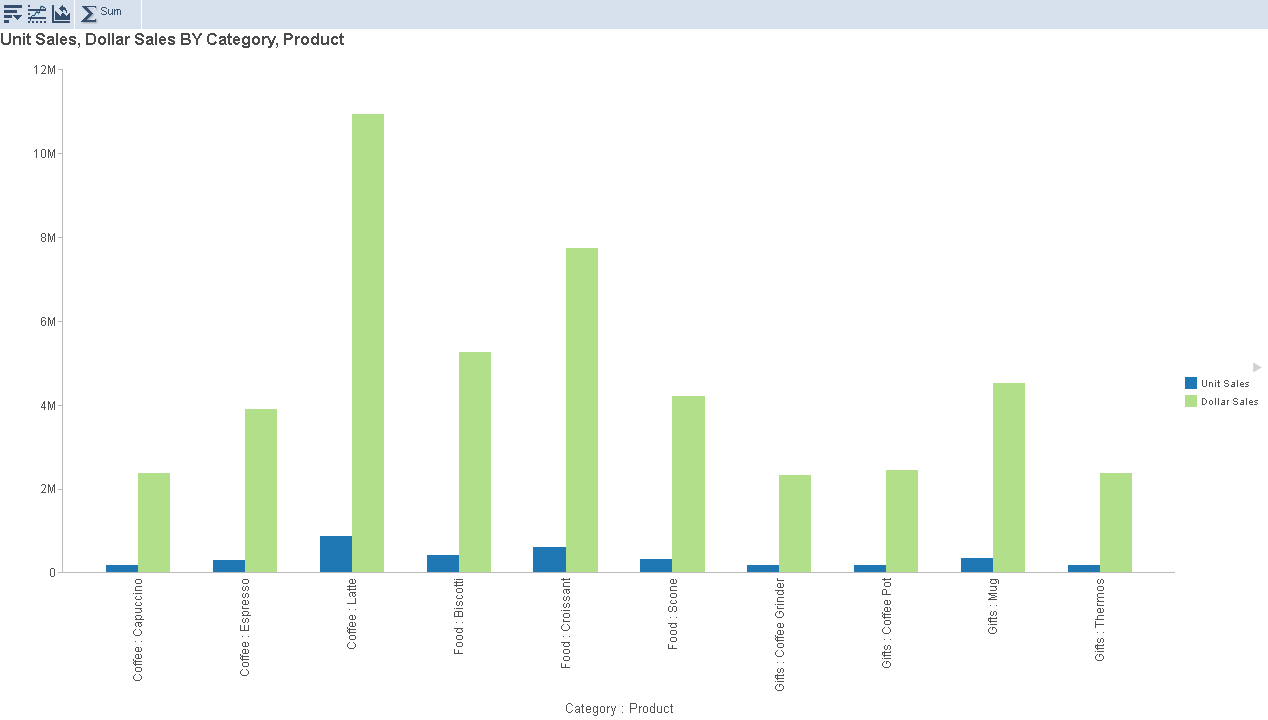 Sum
Unit Sales, Dollar Sales BY Category, Product
12M
10M
8M
6M
4M
2M
0
Unit Sales
Dollar Sales
Coffee : Capuccino
Coffee : Espresso
Coffee : Latte
Food : Biscotti
Food : Croissant
Food : Scone
Gifts : Coffee Grinder
Gifts : Coffee Pot
Gifts : Mug
Gifts : Thermos
Category : Product